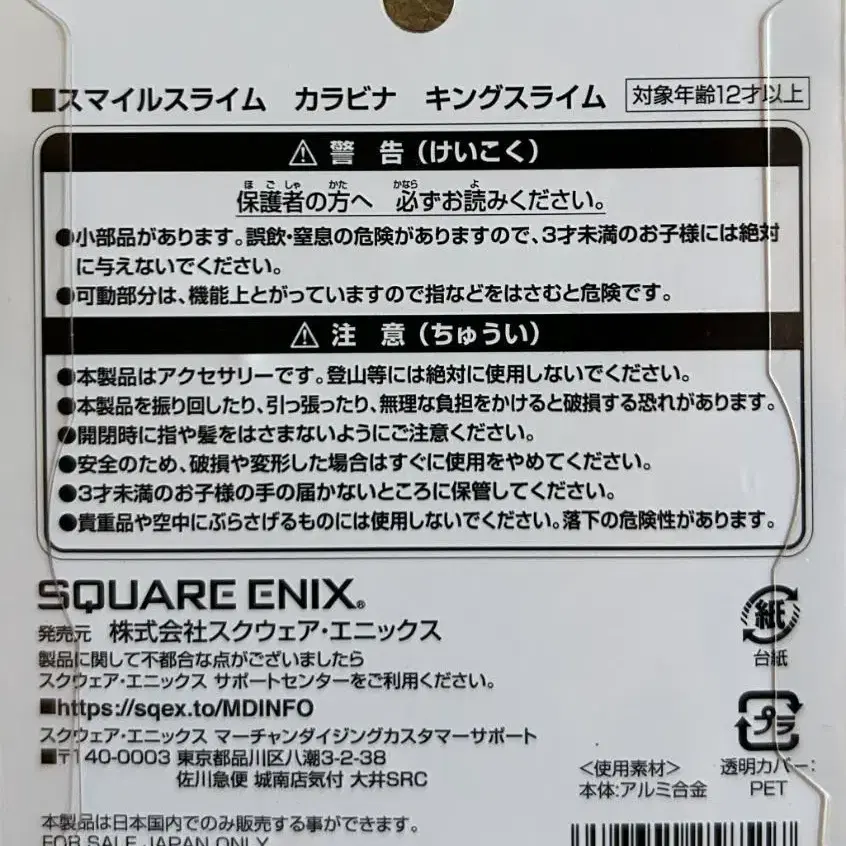 ■スマイルスライム カラビナ キングスライム 対象年齢12才以上
⚠ 警 告 (けいこく)
ほごしゃ かた かなら よ
保護者の方へ 必ずお読みください。
●小部品があります。誤飲・窒息の危険がありますので、3才未満のお子様には絶対
に与えないでください。
●可動部分は、機能上とがっていますので指などをはさむと危険です。
⚠ 注 意 (ちゅうい)
●本製品はアクセサリーです。登山等には絶対に使用しないでください。
●本製品を振り回したり、引っ張ったり、無理な負担をかけると破損する恐れがあります。
●開閉時に指や髪をはさまないようにご注意ください。
●安全のため、破損や変形した場合はすぐに使用をやめてください。
●3才未満のお子様の手の届かないところに保管してください。
●貴重品や空中にぶらさげるものには使用しないでください。落下の危険性があります。
SQUARE ENIX®
発売元 株式会社スクウェア・エニックス
製品に関して不都合な点がございましたら
スクウェア・エニックス サポートセンターをご利用ください。
■https://sqex.to/MDINFO
スクウェア・エニックス マーチャンダイジングカスタマーサポート
■〒140-0003 東京都品川区八潮3-2-38
佐川急便 城南店気付 大井SRC
紙
台紙
プラ
透明カバー:
PET
<使用素材>
本体:アルミ合金
本製品は日本国内でのみ販売する事ができます。
FOR SALE JAPAN ONLY